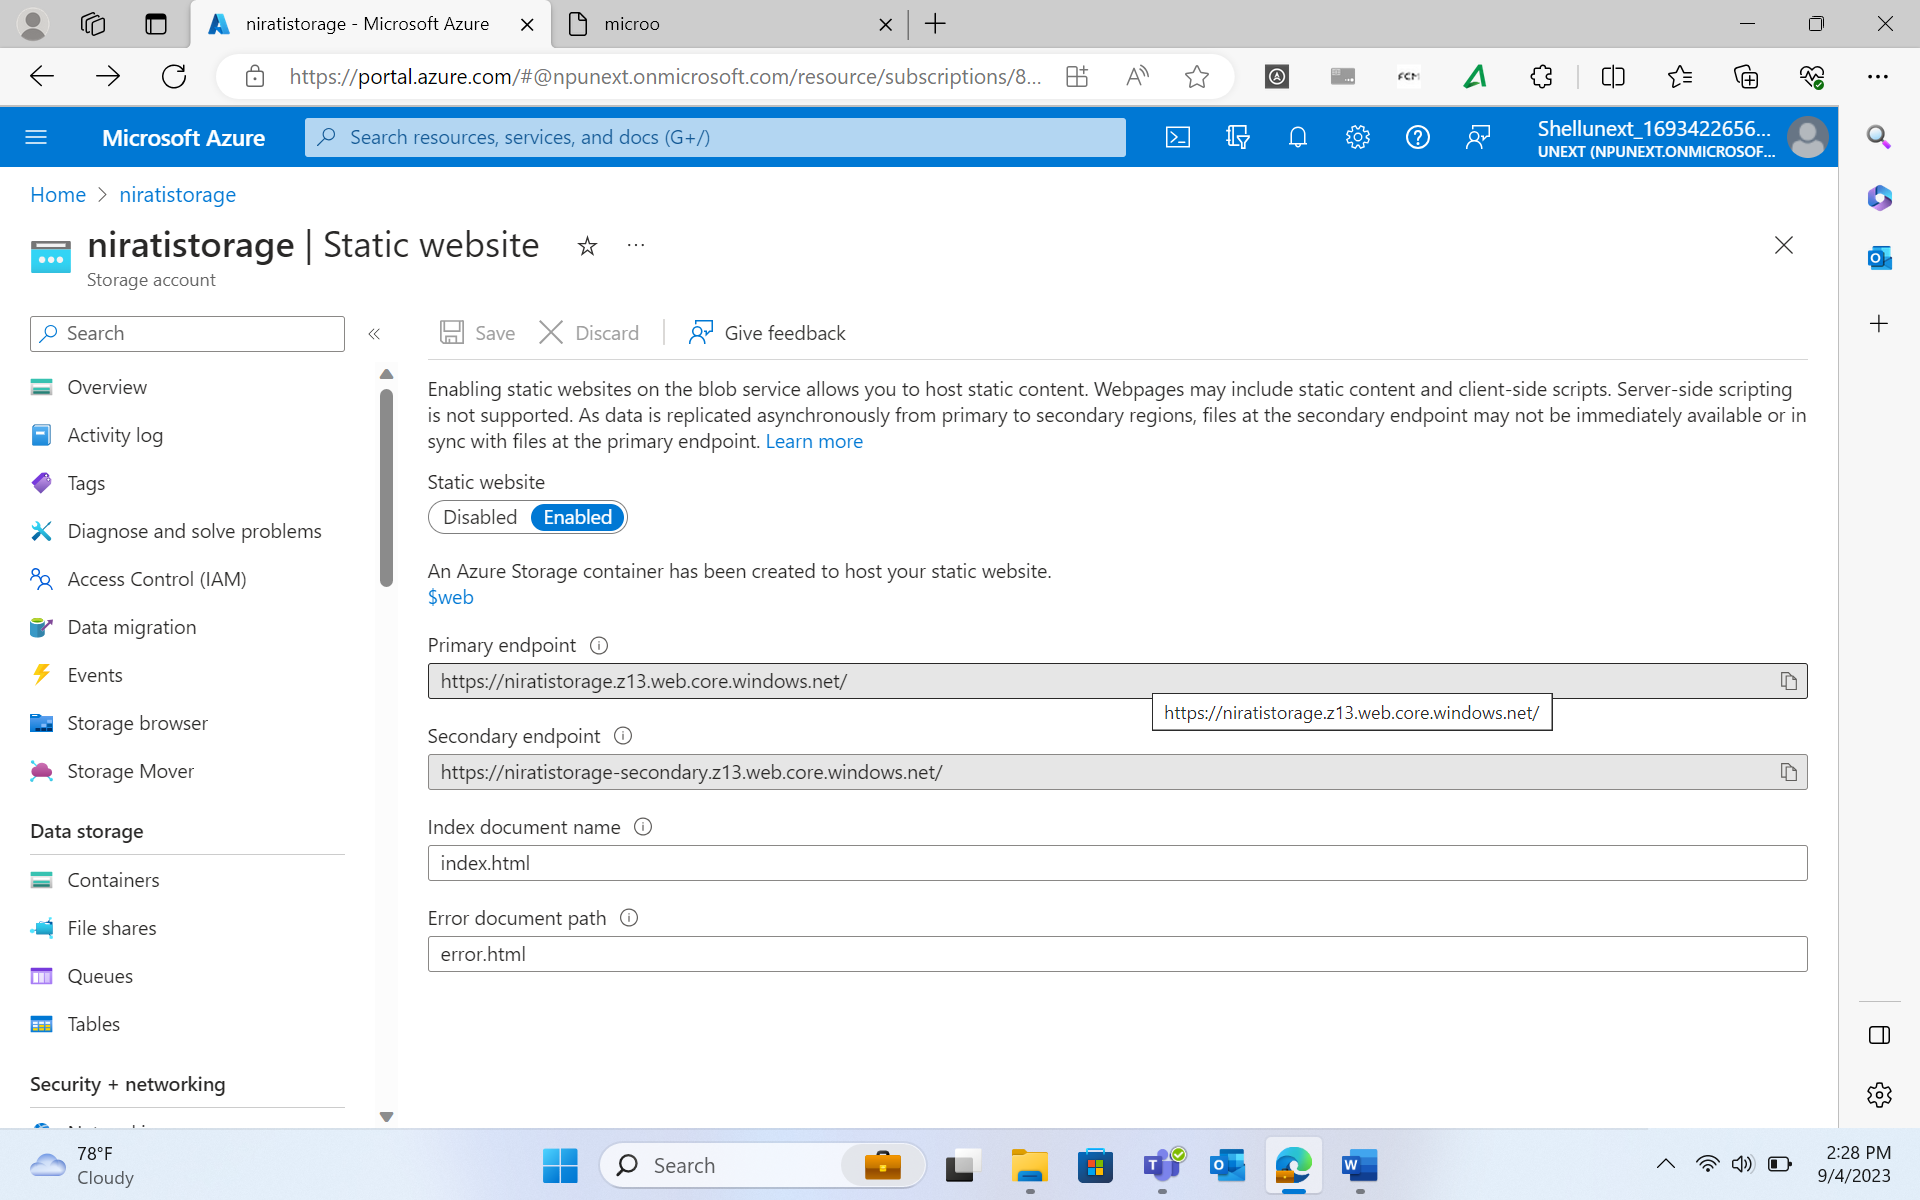 niratistorage - Microsoft Azure
microo
https://portal.azure.com/#@npunext.onmicrosoft.com/resource/subscriptions/8...
FCM
Microsoft Azure
Search resources, services, and docs (G+/)
Shellunext_1693422656...
UNEXT (NPUNEXT.ONMICROSOF...
Home > niratistorage
niratistorage | Static website
Storage account
Search
Save
Discard
Give feedback
Overview
Activity log
Tags
Diagnose and solve problems
Access Control (IAM)
Data migration
Events
Storage browser
Storage Mover
Data storage
Containers
File shares
Queues
Tables
Security + networking
Enabling static websites on the blob service allows you to host static content. Webpages may include static content and client-side scripts. Server-side scripting
is not supported. As data is replicated asynchronously from primary to secondary regions, files at the secondary endpoint may not be immediately available or in
sync with files at the primary endpoint. Learn more
Static website
Disabled Enabled
An Azure Storage container has been created to host your static website.
$web
Primary endpoint
https://niratistorage.z13.web.core.windows.net/
https://niratistorage.z13.web.core.windows.net/
Secondary endpoint
https://niratistorage-secondary.z13.web.core.windows.net/
Index document name
index.html
Error document path
error.html
78°F
Cloudy
Search
2:28 PM
9/4/2023